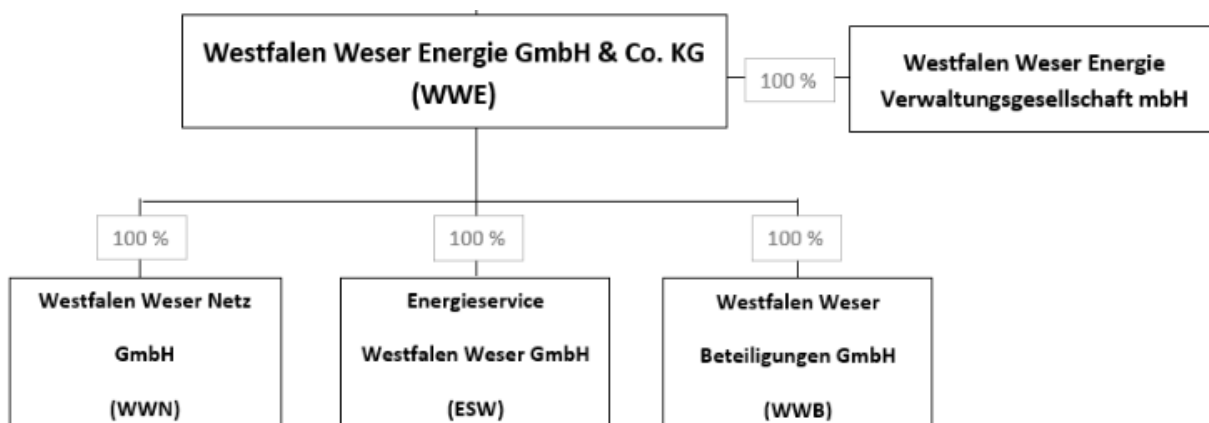 Westfalen Weser Energie GmbH & Co. KG
(WWE)
100 %
Westfalen Weser Energie
Verwaltungsgesellschaft mbH
100 %
100 %
100 %
Westfalen Weser Netz
GmbH
(WWN)
Energieservice
Westfalen Weser GmbH
(ESW)
Westfalen Weser
Beteiligungen GmbH
(WWB)